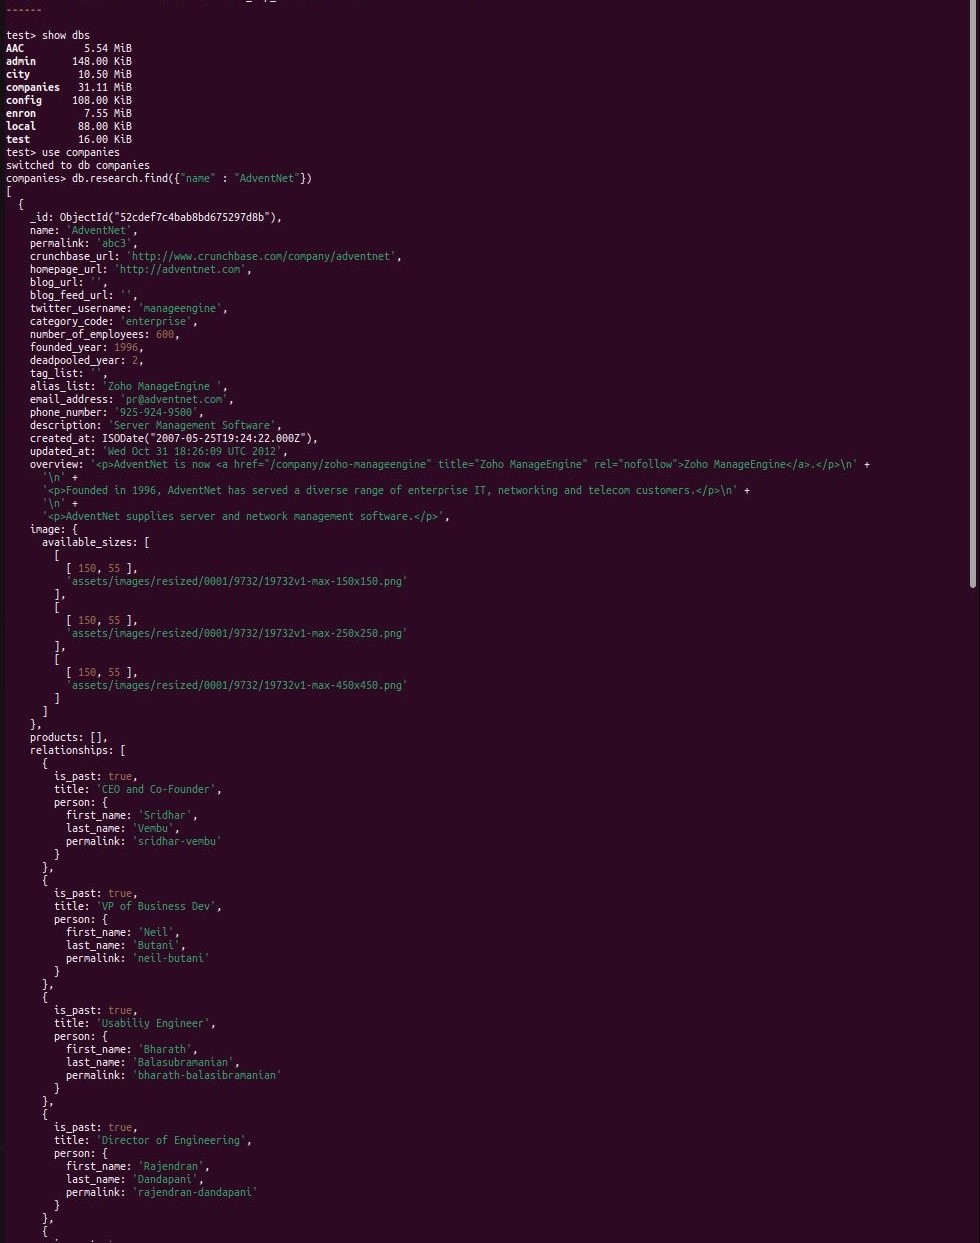 ------
test> show dbs
AAC          5.54 MiB
admin      148.00 KiB
city        10.50 MiB
companies   31.11 MiB
config     108.00 KiB
enron        7.55 MiB
local       88.00 KiB
test        16.00 KiB
test> use companies
switched to db companies
companies> db.research.find({"name" : "AdventNet"})
[
  {
    _id: ObjectId("52cdef7c4bab8bd675297d8b"),
    name: 'AdventNet',
    permalink: 'abc3',
    crunchbase_url: 'http://www.crunchbase.com/company/adventnet',
    homepage_url: 'http://adventnet.com',
    blog_url: '',
    blog_feed_url: '',
    twitter_username: 'manageengine',
    category_code: 'enterprise',
    number_of_employees: 600,
    founded_year: 1996,
    deadpooled_year: 2,
    tag_list: '',
    alias_list: 'Zoho ManageEngine ',
    email_address: 'pr@adventnet.com',
    phone_number: '925-924-9500',
    description: 'Server Management Software',
    created_at: ISODate("2007-05-25T19:24:22.000Z"),
    updated_at: 'Wed Oct 31 18:26:09 UTC 2012',
    overview: '<p>AdventNet is now <a href="/company/zoho-manageengine" title="Zoho ManageEngine" rel="nofollow">Zoho ManageEngine</a>.</p>\n' +
      '\n' +
      '<p>Founded in 1996, AdventNet has served a diverse range of enterprise IT, networking and telecom customers.</p>\n' +
      '\n' +
      '<p>AdventNet supplies server and network management software.</p>',
    image: {
      available_sizes: [
        [
          [ 150, 55 ],
          'assets/images/resized/0001/9732/19732v1-max-150x150.png'
        ],
        [
          [ 150, 55 ],
          'assets/images/resized/0001/9732/19732v1-max-250x250.png'
        ],
        [
          [ 150, 55 ],
          'assets/images/resized/0001/9732/19732v1-max-450x450.png'
        ]
      ]
    },
    products: [],
    relationships: [
      {
        is_past: true,
        title: 'CEO and Co-Founder',
        person: {
          first_name: 'Sridhar',
          last_name: 'Vembu',
          permalink: 'sridhar-vembu'
        }
      },
      {
        is_past: true,
        title: 'VP of Business Dev',
        person: {
          first_name: 'Neil',
          last_name: 'Butani',
          permalink: 'neil-butani'
        }
      },
      {
        is_past: true,
        title: 'Usabiliy Engineer',
        person: {
          first_name: 'Bharath',
          last_name: 'Balasubramanian',
          permalink: 'bharath-balasibramanian'
        }
      },
      {
        is_past: true,
        title: 'Director of Engineering',
        person: {
          first_name: 'Rajendran',
          last_name: 'Dandapani',
          permalink: 'rajendran-dandapani'
        }
      },
      {